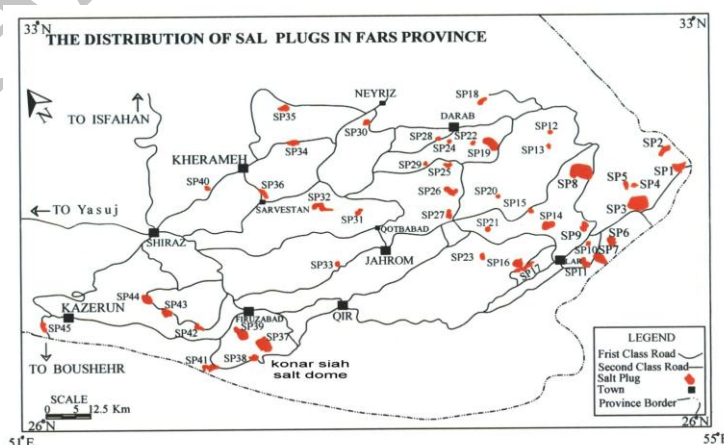 33°N
33°N
THE DISTRIBUTION OF SAL PLUGS IN FARS PROVINCE
TO ISFAHAN
NEYRIZ
SP18
SP35
SP30
DARAB
SP12
SP28
SP22
SP24
SP19
SP13
SP2
SP34
KHERAMEH
SP29
SP25
SP8
SP1
SP5
SP4
SP40
SP36
SP26
SP20
SP3
SARVESTAN
SP32
SP31
SP27
SP15
SP14
TO Yasuj
SP21
SP9
SP6
SHIRAZ
QOTBABAD
SP10
SP7
JAHROM
SP23
SP16
SP17
LAR
SP11
SP33
SP44
SP43
KAZERUN
FIRUZABAD
QIR
SP45
SP42
SP39
SP37
SP38
SP41
konar siah
salt dome
TO BOUSHEHR
LEGEND
Frist Class Road
Second Class Road
Salt Plug
Town
Province Border
SCALE
0 5 12.5 Km
26°N
26°N
51°E